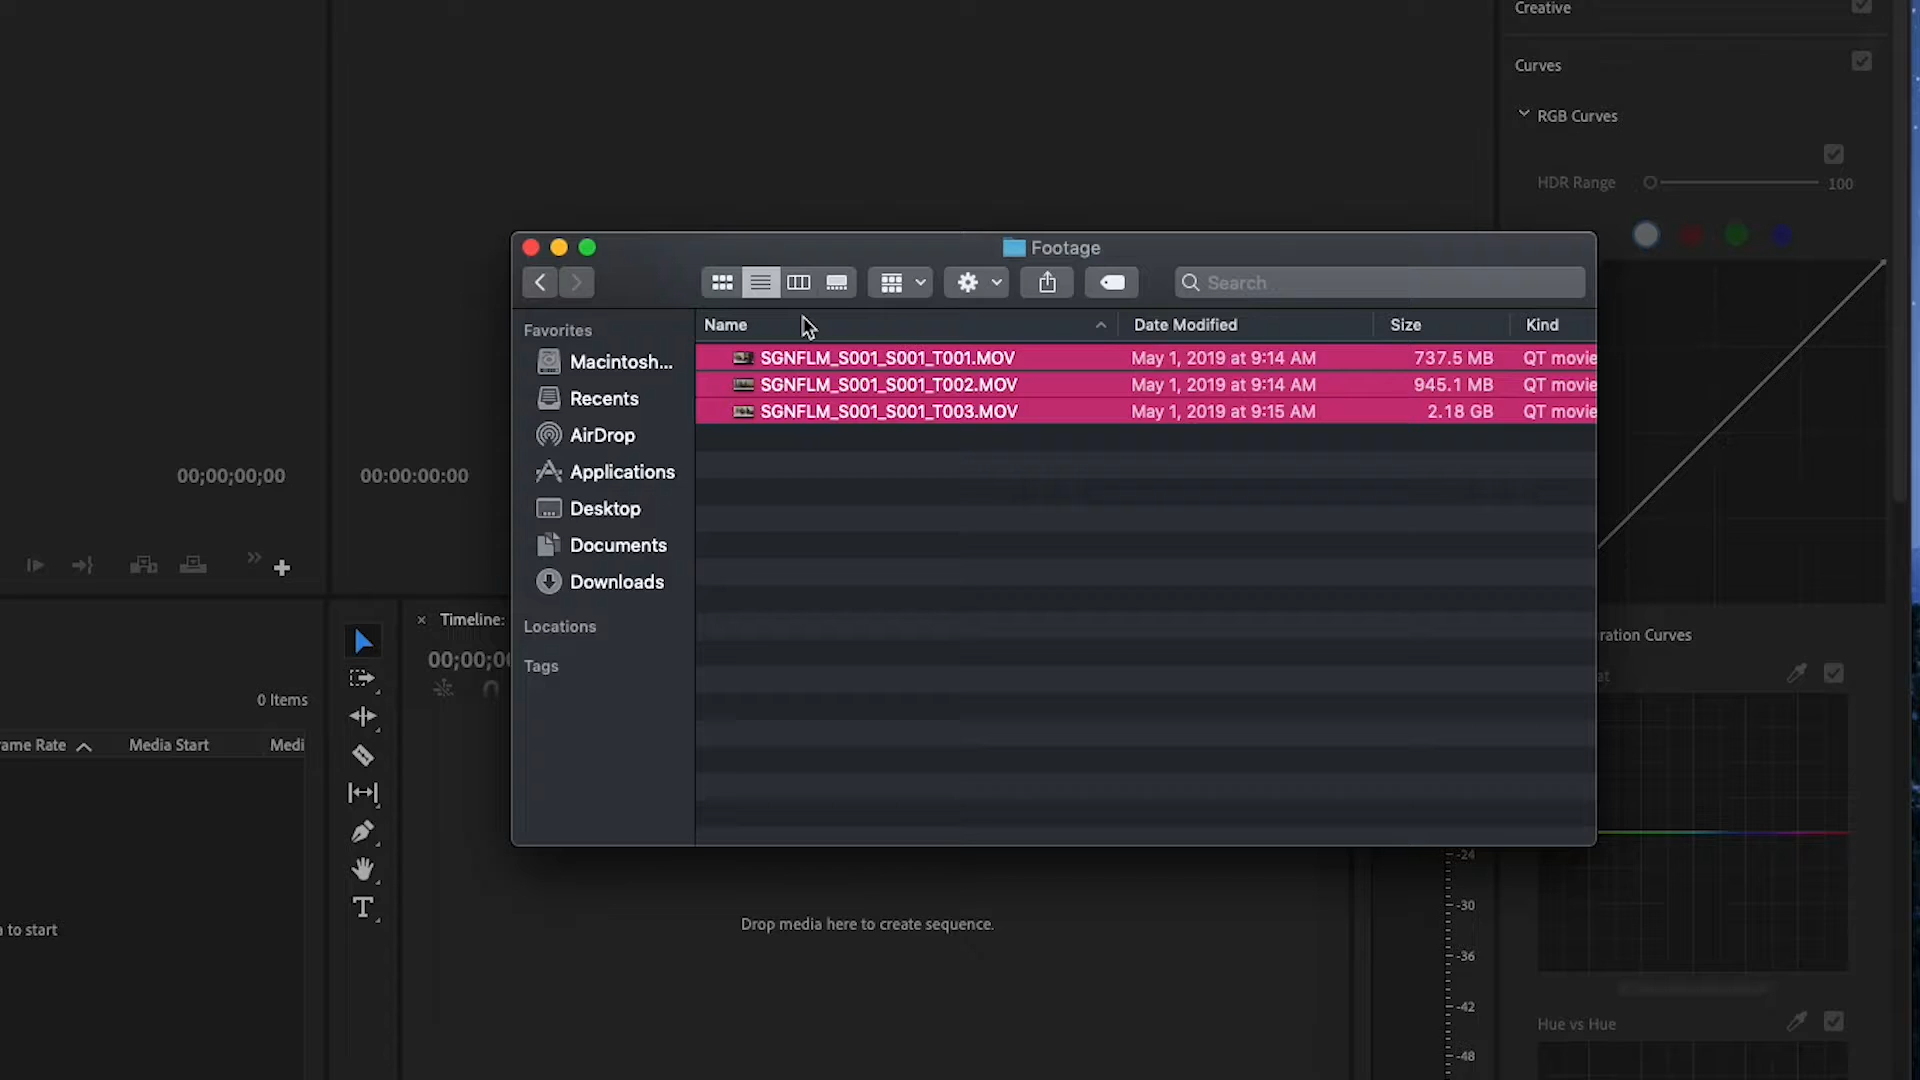 Creative
Curves
RGB Curves
HDR Range 100
Footage
Search
Favorites
Macintosh...
Recents
AirDrop
Applications
Desktop
Documents
Downloads
Locations
Tags
Name Date Modified Size Kind
SGNFLM_S001_S001_T001.MOV May 1, 2019 at 9:14 AM 737.5 MB QT movie
SGNFLM_S001_S001_T002.MOV May 1, 2019 at 9:14 AM 945.1 MB QT movie
SGNFLM_S001_S001_T003.MOV May 1, 2019 at 9:15 AM 2.18 GB QT movie
00;00;00;00
00:00:00:00
Timeline:
00;00;00
0 Items
ame Rate Media Start Medi
to start
Drop media here to create sequence.
ration Curves
at
-24
-30
-36
-42
-48
Hue vs Hue